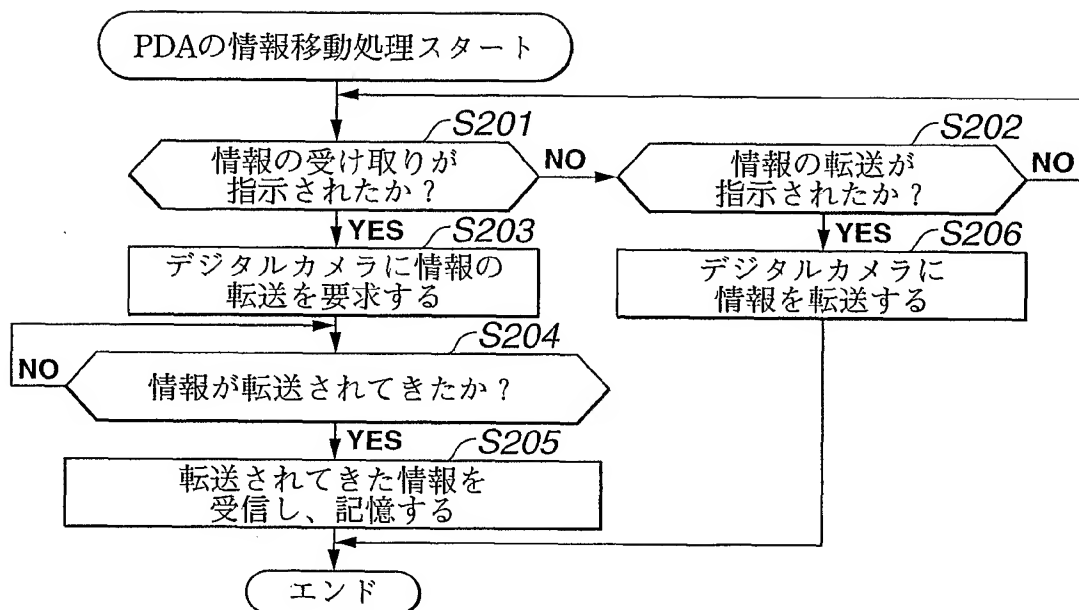 PDAの情報移動処理スタート
S201
情報の受け取りが
指示されたか?
NO
S202
情報の転送が
指示されたか?
NO
YES
S203
デジタルカメラに情報の
転送を要求する
YES
S206
デジタルカメラに
情報を転送する
S204
NO
情報が転送されてきたか?
YES
S205
転送されてきた情報を
受信し、記憶する
エンド